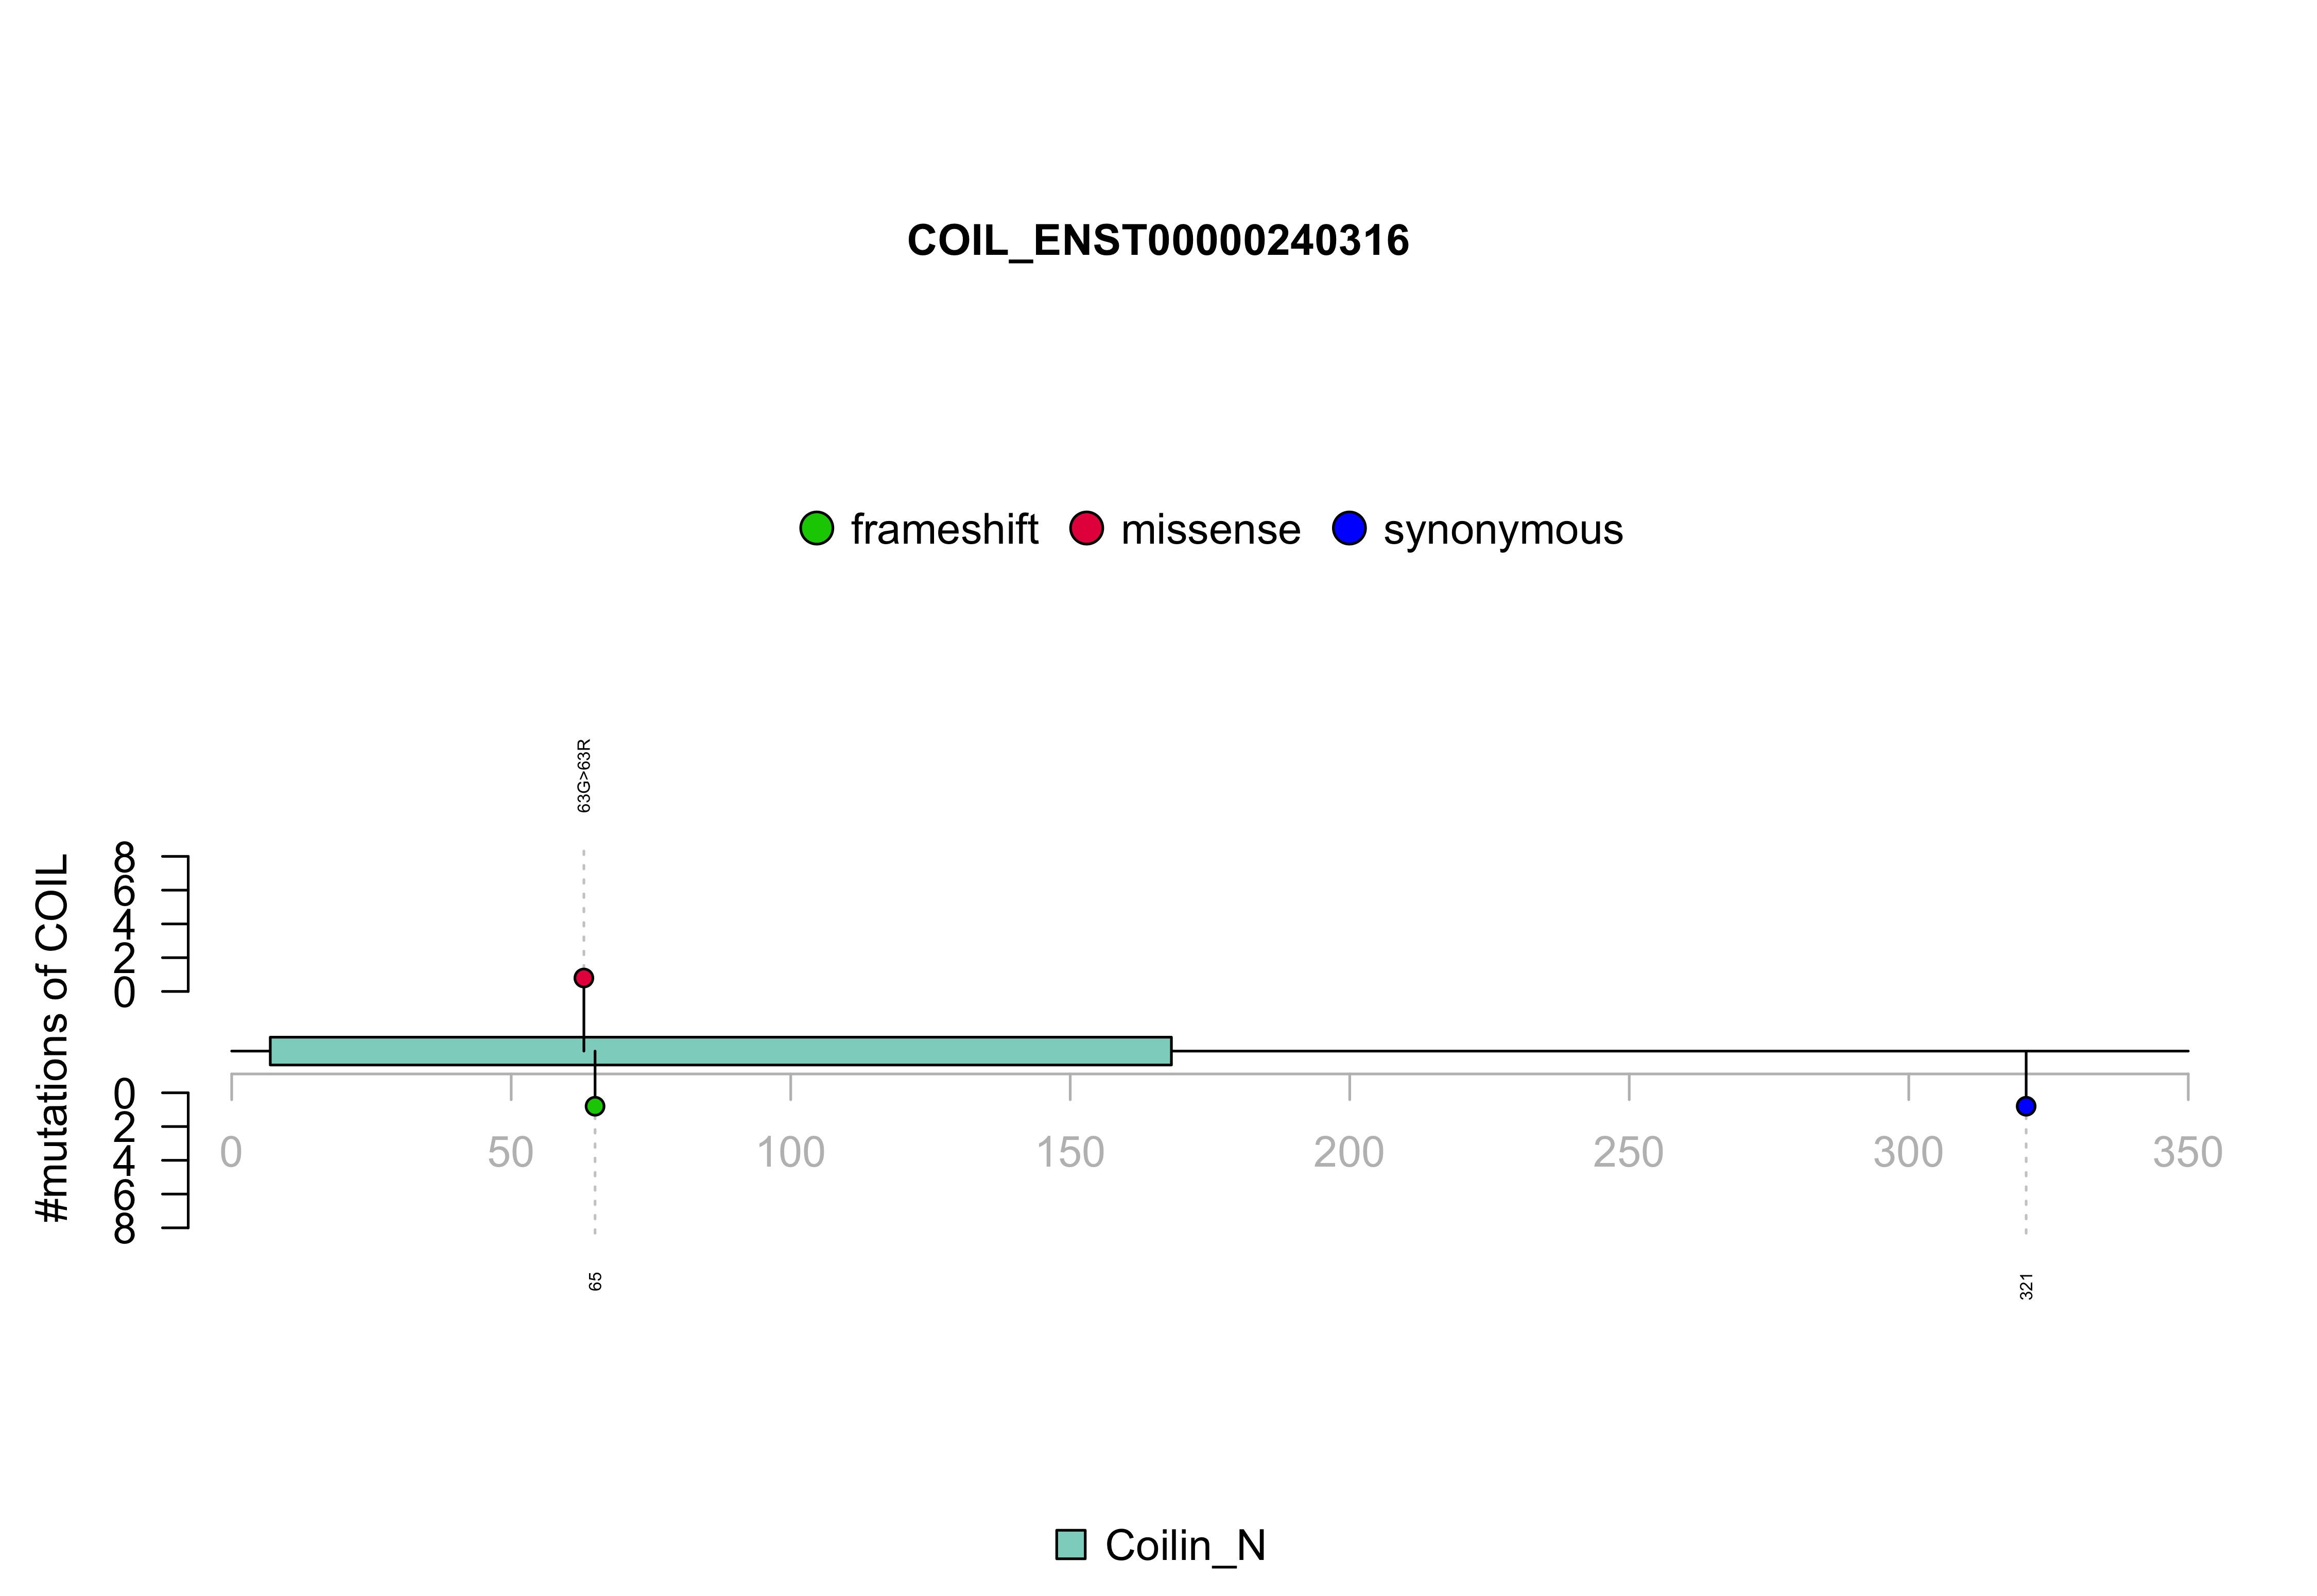 COIL_ENST00000240316
frameshift missense synonymous
63G>63R
#mutations of COIL
8
6
4
2
0
0
2
4
6
8
0 50 100 150 200 250 300 350
65 321
Coilin_N